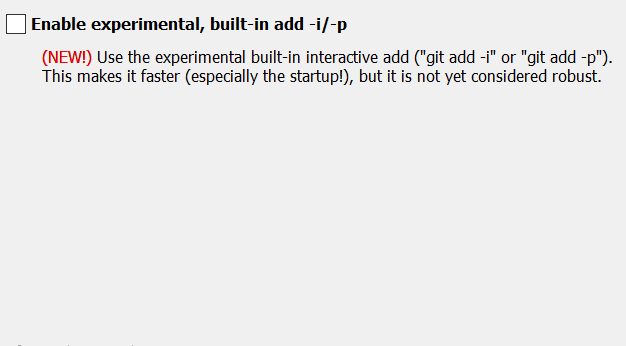 Enable experimental, built-in add -i/-p
(NEW!) Use the experimental built-in interactive add ("git add -i" or "git add -p").
This makes it faster (especially the startup!), but it is not yet considered robust.